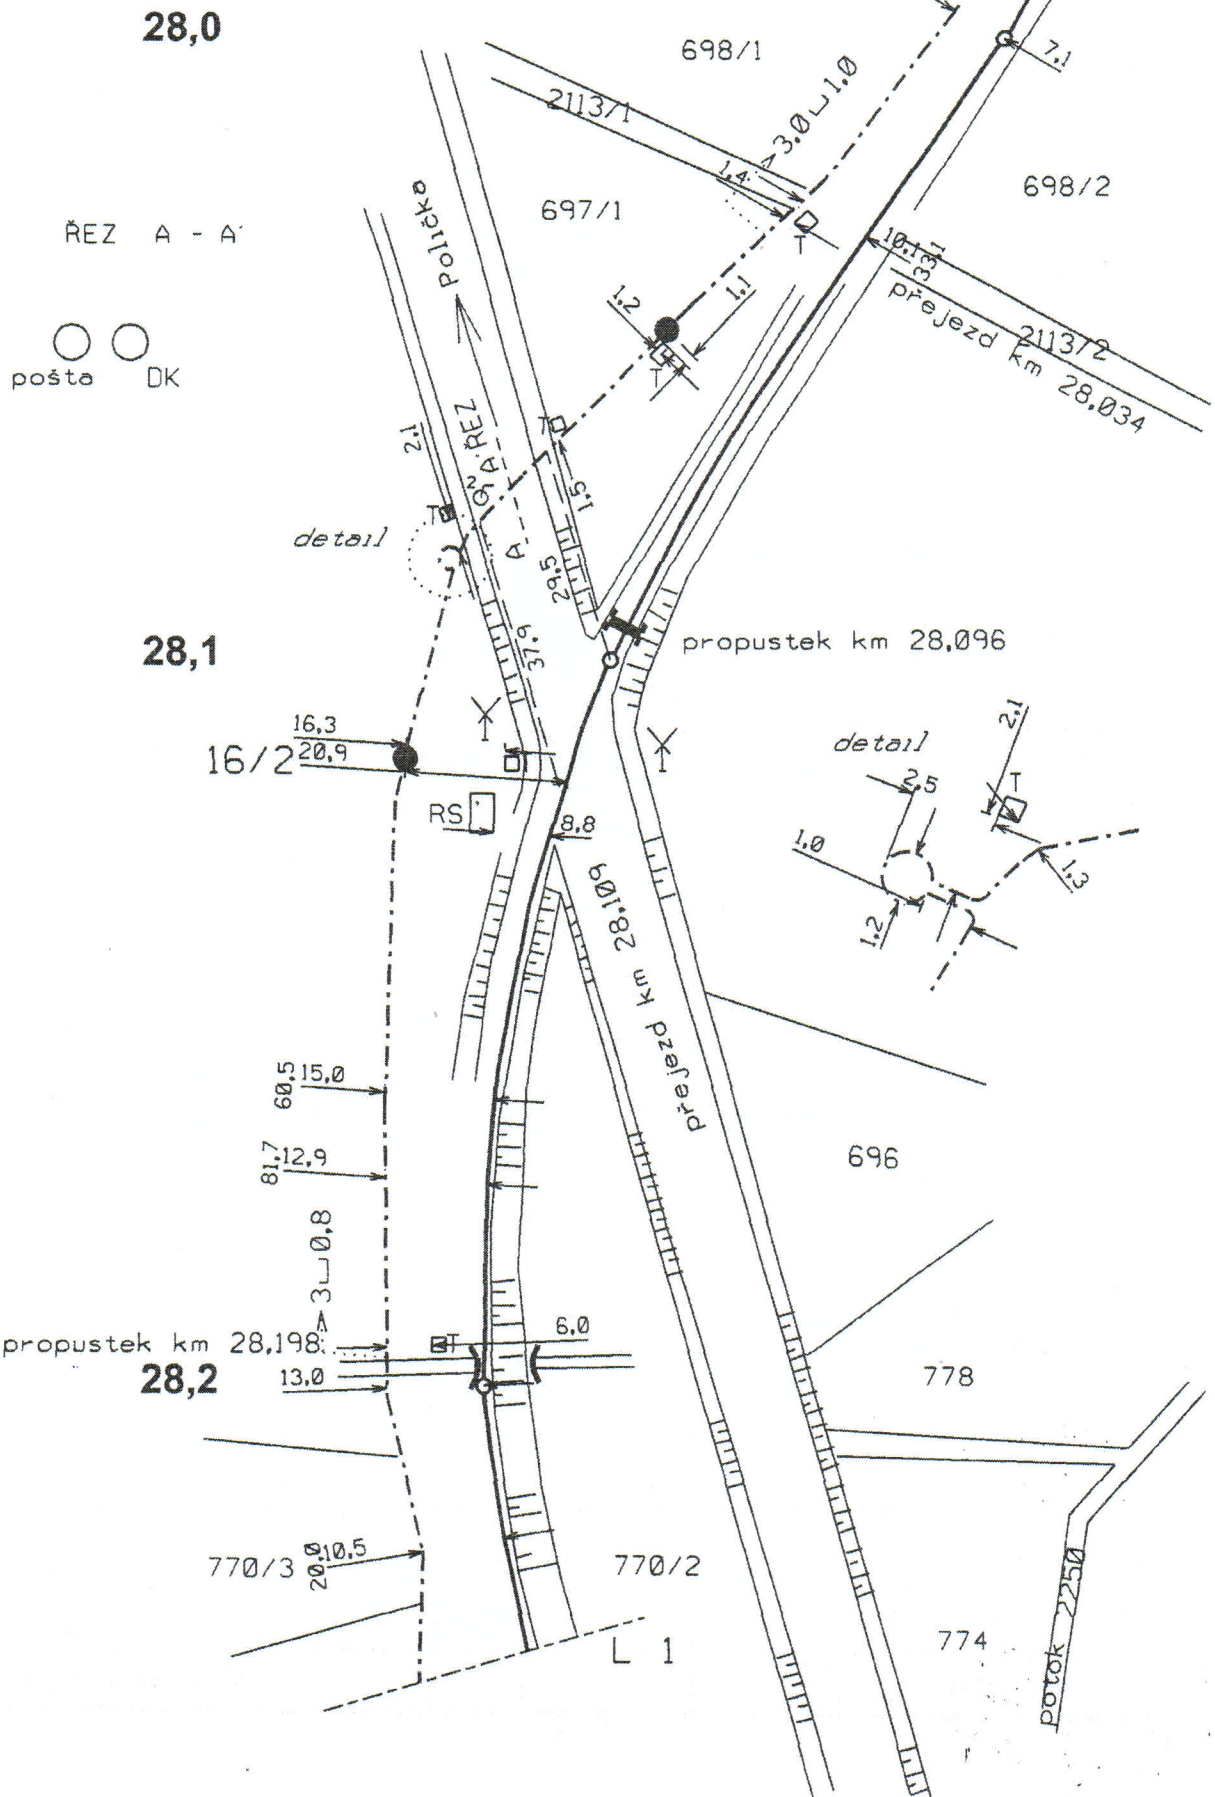 28,0
698/1
7,1
2113/1
3.0 1,0
1,4
697/1
698/2
ŘEZ A - A'
Polička
10,1
33,1
přejezd km 28,034
2113/2
T
1,2
1,1
T
pošta DK
2,1
A' ŘEZ
T
2
1,5
T
detail
A
29,5
28,1
37,9
propustek km 28,096
16,3
16/2
20,9
detail
2,1
2,5
T
RS
8,8
1,0
1,3
1,2
přejezd km 28,109
60,5
15,0
81,7
12,9
696
3 0,8
propustek km 28,198
T
6,0
28,2
13,0
778
770/3
20,0
10,5
770/2
potok 2250
774
L 1